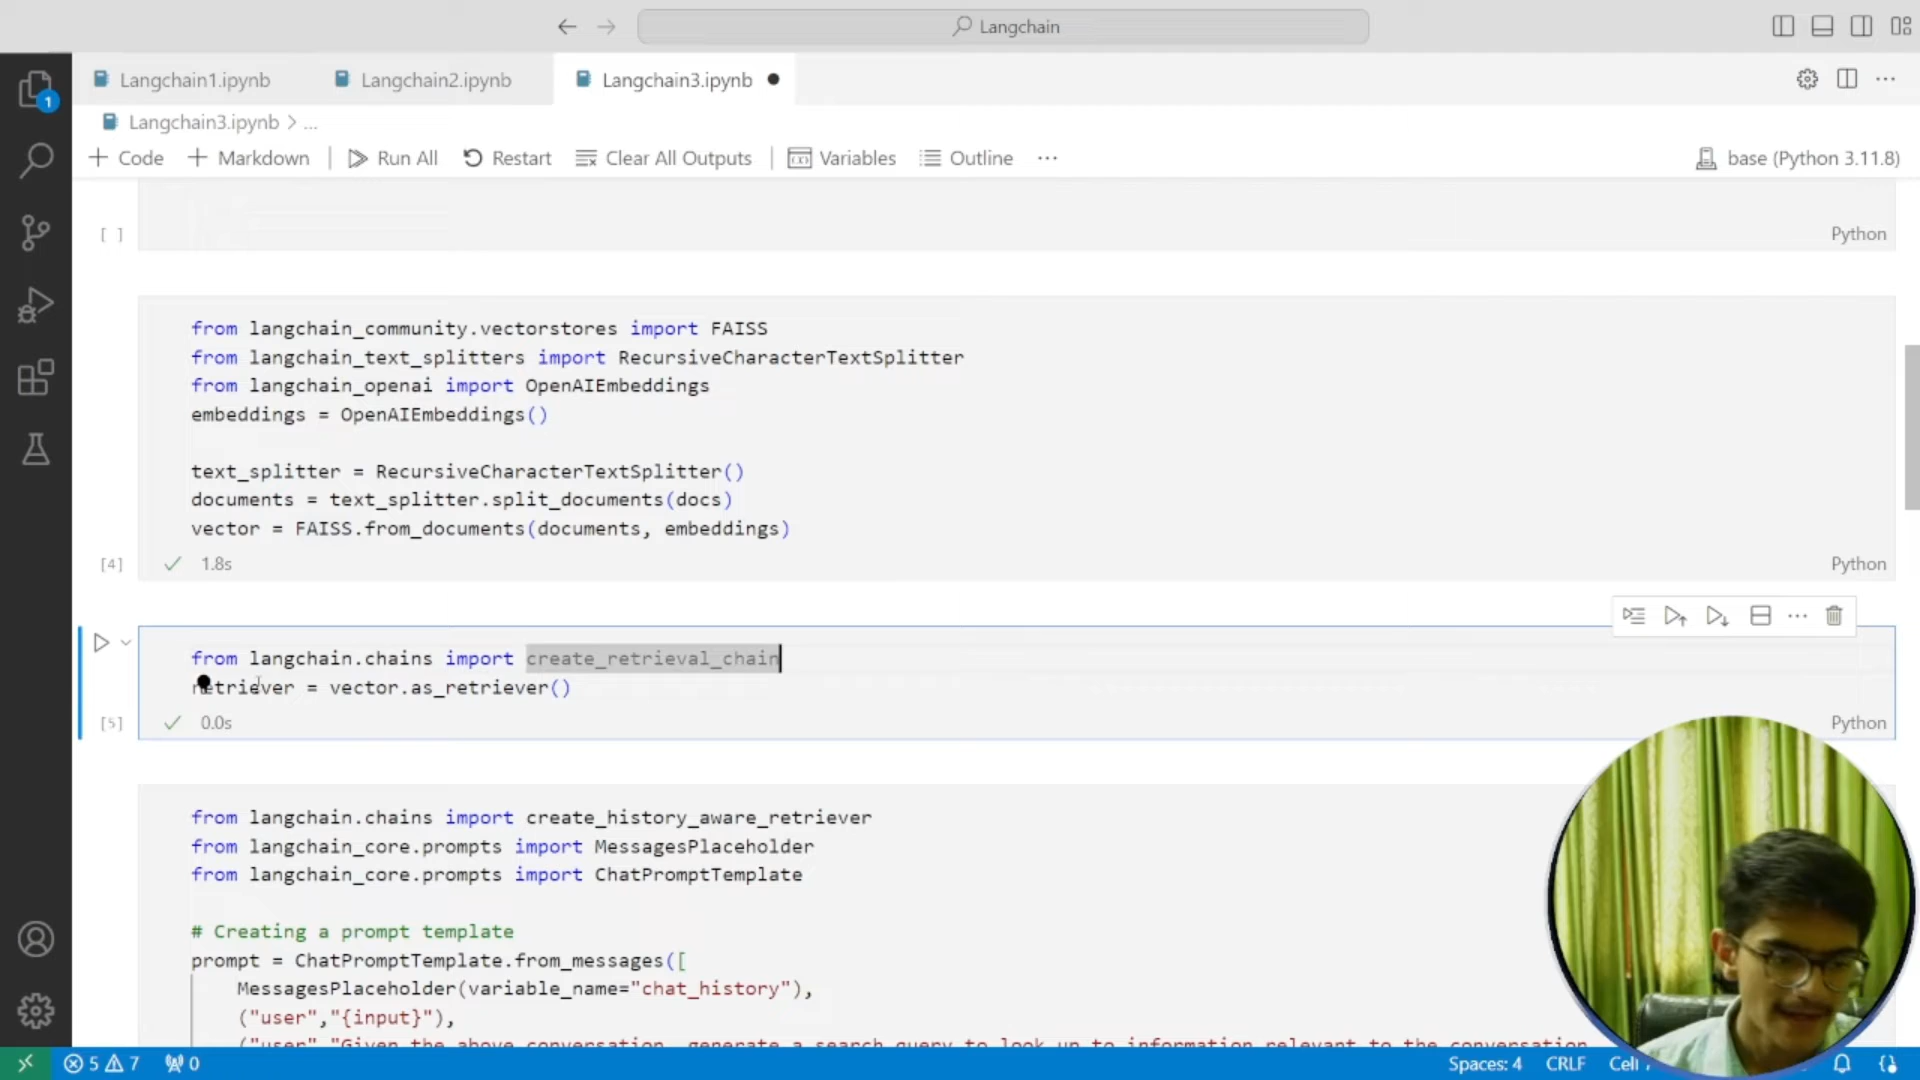 Langchain
Langchain1.ipynb
Langchain2.ipynb
Langchain3.ipynb
Langchain3.ipynb > ...
1
+ Code + Markdown Run All Restart Clear All Outputs Variables Outline ...
base (Python 3.11.8)
[ ]
Python
from langchain_community.vectorstores import FAISS
from langchain_text_splitters import RecursiveCharacterTextSplitter
from langchain_openai import OpenAIEmbeddings
embeddings = OpenAIEmbeddings()
text_splitter = RecursiveCharacterTextSplitter()
documents = text_splitter.split_documents(docs)
vector = FAISS.from_documents(documents, embeddings)
[4] 1.8s
Python
from langchain.chains import create_retrieval_chain
retriever = vector.as_retriever()
[5] 0.0s
Python
from langchain.chains import create_history_aware_retriever
from langchain_core.prompts import MessagesPlaceholder
from langchain_core.prompts import ChatPromptTemplate
# Creating a prompt template
prompt = ChatPromptTemplate.from_messages([
MessagesPlaceholder(variable_name="chat_history"),
("user","{input}"),
("user","Given the above conversation, generate a search query to look up to information relevant to the conversation
5 7 0
Spaces: 4 CRLF Cell